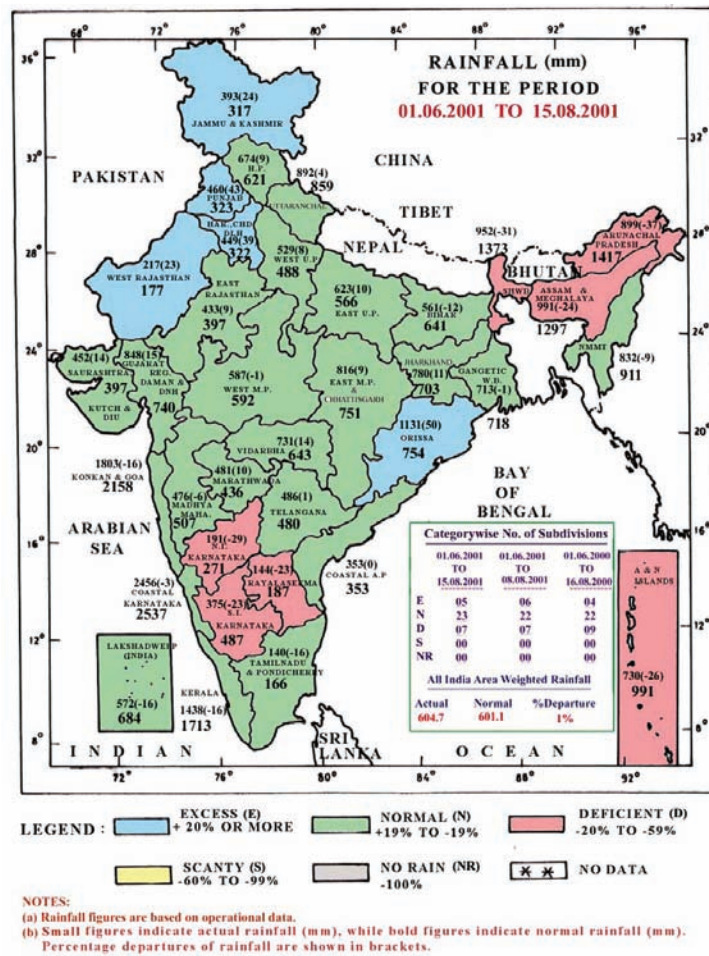 RAINFALL (mm)
FOR THE PERIOD
01.06.2001 TO 15.08.2001
68° 72° 76° 80° 84° 88° 92° 96°
36°
32°
28°
24°
20°
16°
12°
8°
32°
28°
24°
20°
16°
12°
8°
72° 76° 80° 84° 88° 92°
393(24)
317
JAMMU & KASHMIR
674(9)
H.P.
621
892(4)
859
UTTARANCHAL
CHINA
PAKISTAN
460(43)
PUNJAB
323
TIBET
HAR.,CHD
DLH
449(39)
322
NEPAL
529(8)
WEST U.P.
488
952(-31)
1373
899(-37)
ARUNACHAL
PRADESH
1417
BHUTAN
217(23)
WEST RAJASTHAN
177
EAST
RAJASTHAN
433(9)
397
623(10)
566
EAST U.P.
561(-12)
BIHAR
641
SHWB
ASSAM &
MEGHALAYA
991(-24)
1297
NMMT
832(-9)
911
452(14)
SAURASHTRA
397
KUTCH &
DIU
848(15)
GUJARAT
REG.
DAMAN &
DNH
740
587(-1)
WEST M.P.
592
816(9)
EAST M.P.
&
CHHATTISGARH
751
JHARKHAND
780(11)
703
GANGETIC
W.D.
713(-1)
718
1131(50)
ORISSA
754
731(14)
VIDARBHA
643
1803(-16)
KONKAN & GOA
2158
481(10)
MARATHWADA
436
476(-6)
MADHYA
MAHA.
507
486(1)
TELANGANA
480
BAY
OF
BENGAL
ARABIAN
SEA
191(-29)
N.I.
KARNATAKA
271
144(-23)
RAYALASEEMA
187
353(0)
COASTAL A.P
353
2456(-3)
COASTAL
KARNATAKA
2537
375(-23)
S.I.
KARNATAKA
487
140(-16)
TAMILNADU
& PONDICHERRY
166
LAKSHADWEEP
(INDIA)
572(-16)
684
KERALA
1438(-16)
1713
A & N
ISLANDS
730(-26)
991
SRI
LANKA
INDIAN OCEAN
Categorywise No. of Subdivisions
01.06.2001 01.06.2001 01.06.2000
TO TO TO
15.08.2001 08.08.2001 16.08.2000
E 05 06 04
N 23 22 22
D 07 07 09
S 00 00 00
NR 00 00 00
All India Area Weighted Rainfall
Actual Normal %Departure
604.7 601.1 1%
LEGEND :
EXCESS (E)
+ 20% OR MORE
NORMAL (N)
+19% TO -19%
DEFICIENT (D)
-20% TO -59%
SCANTY (S)
-60% TO -99%
NO RAIN (NR)
-100%
* * NO DATA
NOTES:
(a) Rainfall figures are based on operational data.
(b) Small figures indicate actual rainfall (mm), while bold figures indicate normal rainfall (mm).
Percentage departures of rainfall are shown in brackets.